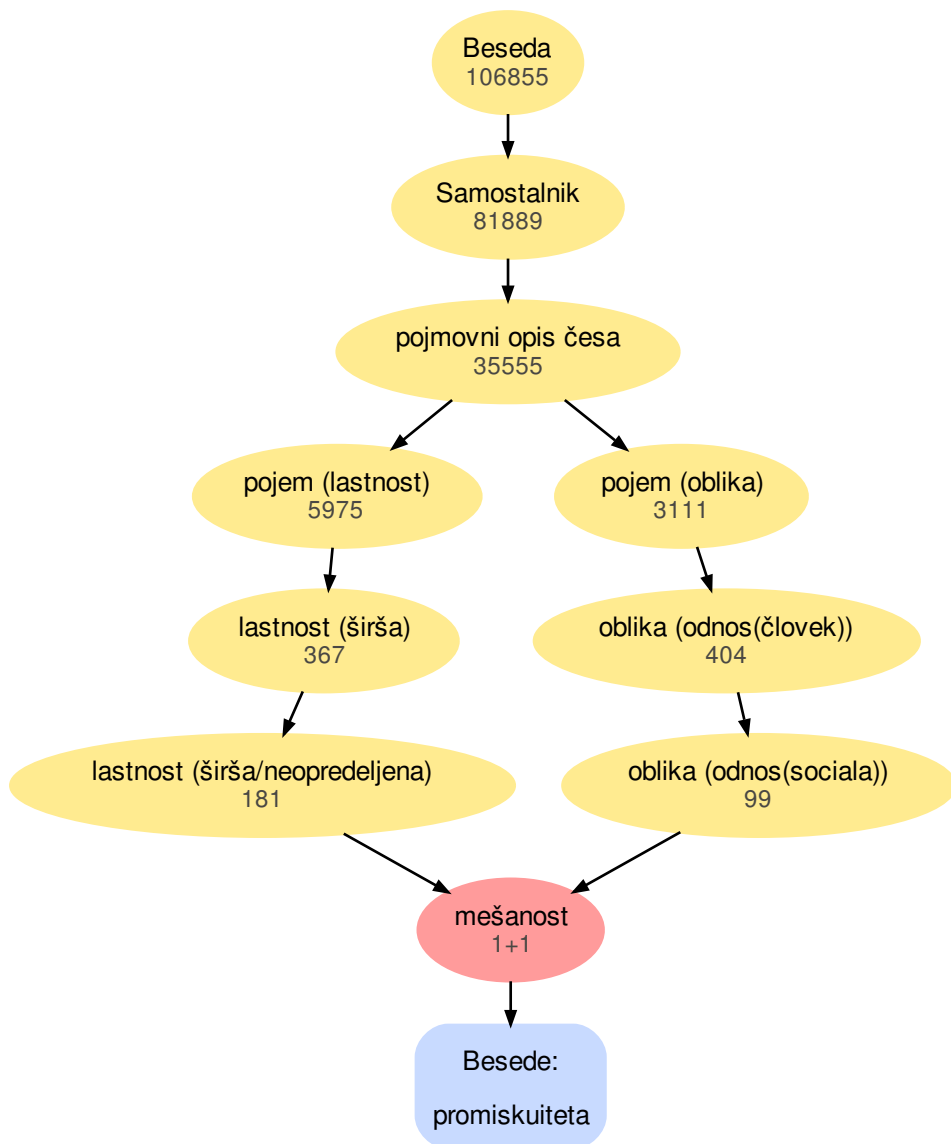 Beseda
106855
Samostalnik
81889
pojmovni opis česa
35555
pojem (lastnost)
5975
pojem (oblika)
3111
lastnost (širša)
367
oblika (odnos(človek))
404
lastnost (širša/neopredeljena)
181
oblika (odnos(sociala))
99
mešanost
1+1
Besede:
promiskuiteta